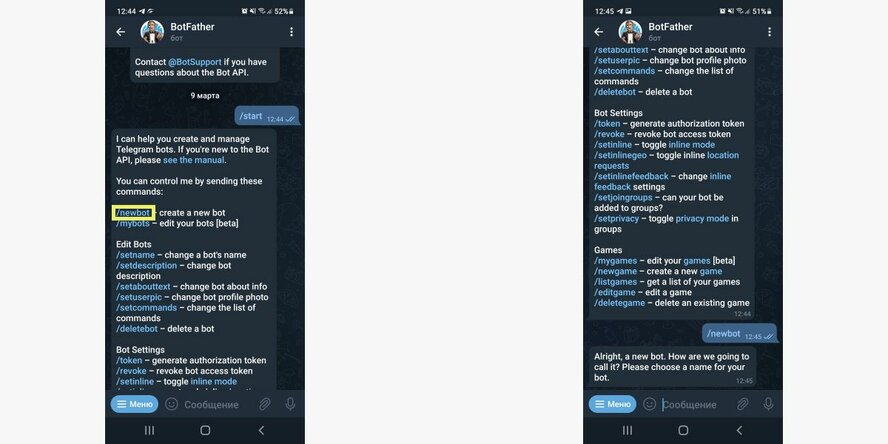 12:44
52%
BotFather
бот
Contact @BotSupport if you have
questions about the Bot API.
9 марта
/start 12:44
I can help you create and manage
Telegram bots. If you're new to the Bot
API, please see the manual.
You can control me by sending these
commands:
/newbot - create a new bot
/mybots – edit your bots [beta]
Edit Bots
/setname – change a bot's name
/setdescription – change bot
description
/setabouttext – change bot about info
/setuserpic – change bot profile photo
/setcommands – change the list of
commands
/deletebot – delete a bot
Bot Settings
/token – generate authorization token
/revoke – revoke bot access token
/setinline – toggle inline mode
Меню
Сообщение
12:45
51%
BotFather
бот
/setabouttext – change bot about info
/setuserpic – change bot profile photo
/setcommands – change the list of
commands
/deletebot – delete a bot
Bot Settings
/token – generate authorization token
/revoke – revoke bot access token
/setinline – toggle inline mode
/setinlinegeo – toggle inline location
requests
/setinlinefeedback – change inline
feedback settings
/setjoingroups – can your bot be
added to groups?
/setprivacy – toggle privacy mode in
groups
Games
/mygames – edit your games [beta]
/newgame – create a new game
/listgames – get a list of your games
/editgame – edit a game
/deletegame – delete an existing game
12:44
/newbot 12:45
Alright, a new bot. How are we going to
call it? Please choose a name for your
bot.
12:45
Меню
Сообщение